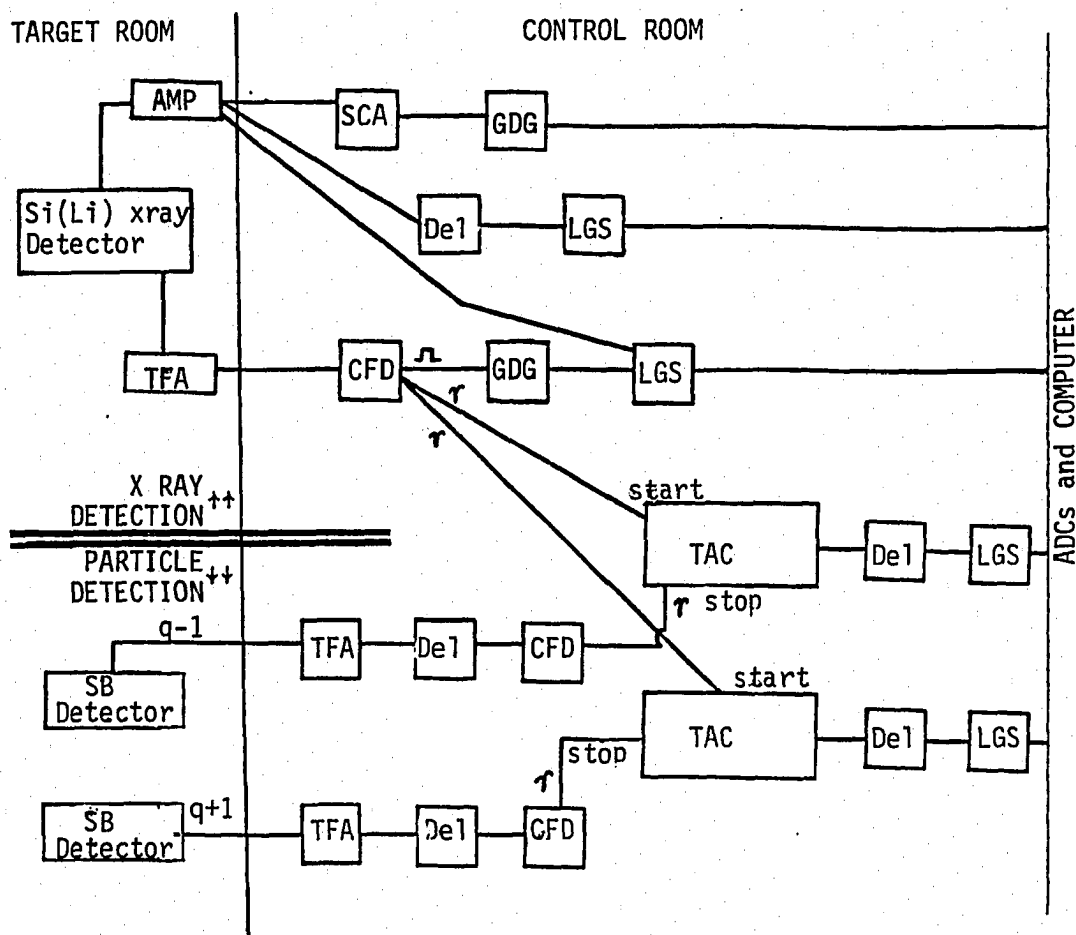 TARGET ROOM
CONTROL ROOM
AMP
SCA
GDG
Si(Li) xray
Detector
Del
LGS
TFA
CFD
GDG
LGS
r
r
start
X RAY
DETECTION↑↑
TAC
Del
LGS
ADCs and COMPUTER
PARTICLE
DETECTION↓↓
r stop
q-1
TFA
Del
CFD
SB
Detector
start
TAC
Del
LGS
stop
r
q+1
SB
Detector
TFA
Del
CFD